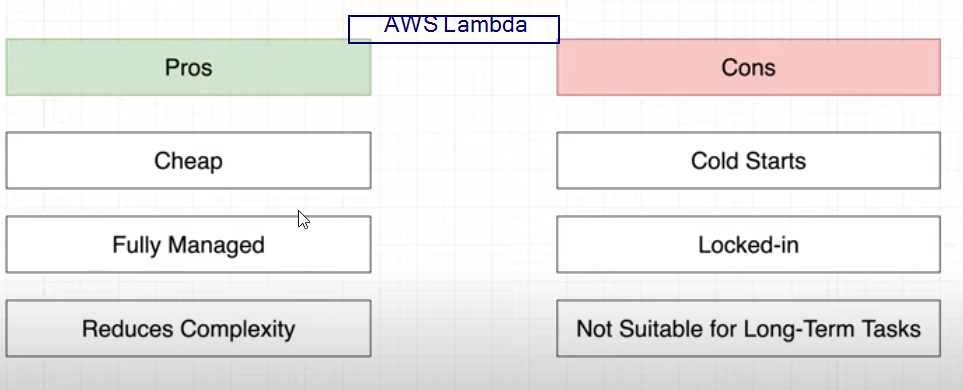 AWS Lambda
Pros
Cons
Cheap
Cold Starts
Fully Managed
Locked-in
Reduces Complexity
Not Suitable for Long-Term Tasks